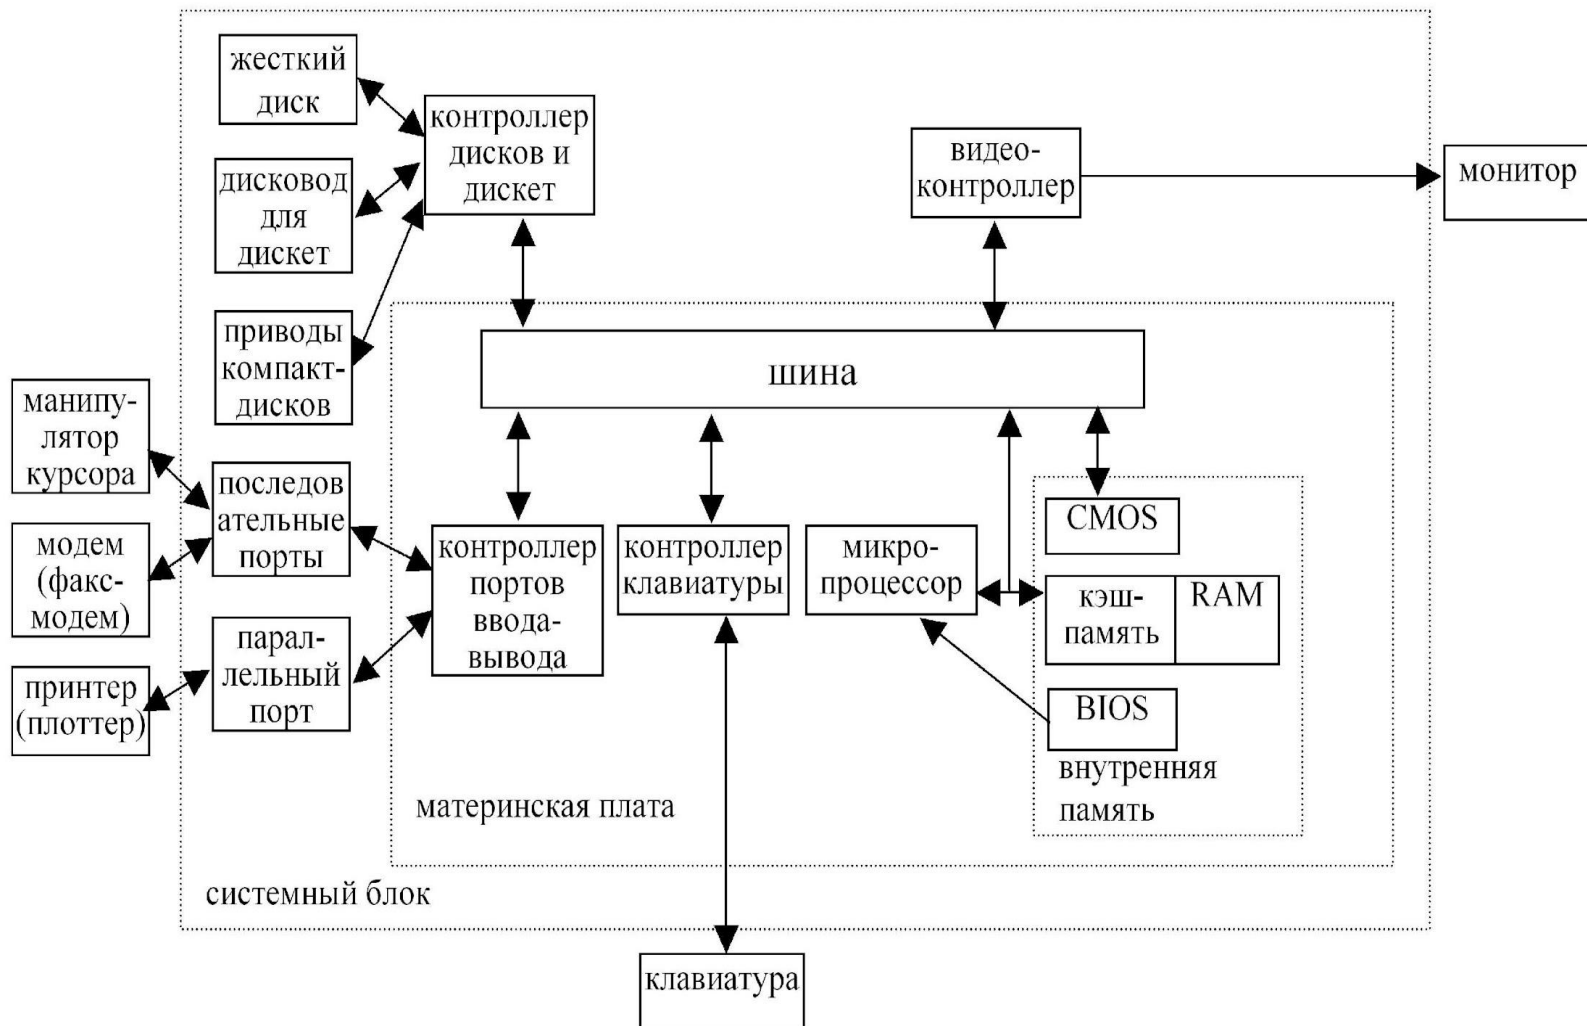 жесткий
диск
контроллер
дисков и
дискет
видео-
контроллер
монитор
дисковод
для
дискет
приводы
компакт-
дисков
шина
манипу-
лятор
курсора
последов
ательные
порты
модем
(факс-
модем)
контроллер
портов
ввода-
вывода
контроллер
клавиатуры
микро-
процессор
CMOS
кэш-
память
RAM
BIOS
внутренняя
память
парал-
лельный
порт
принтер
(плоттер)
материнская плата
системный блок
клавиатура